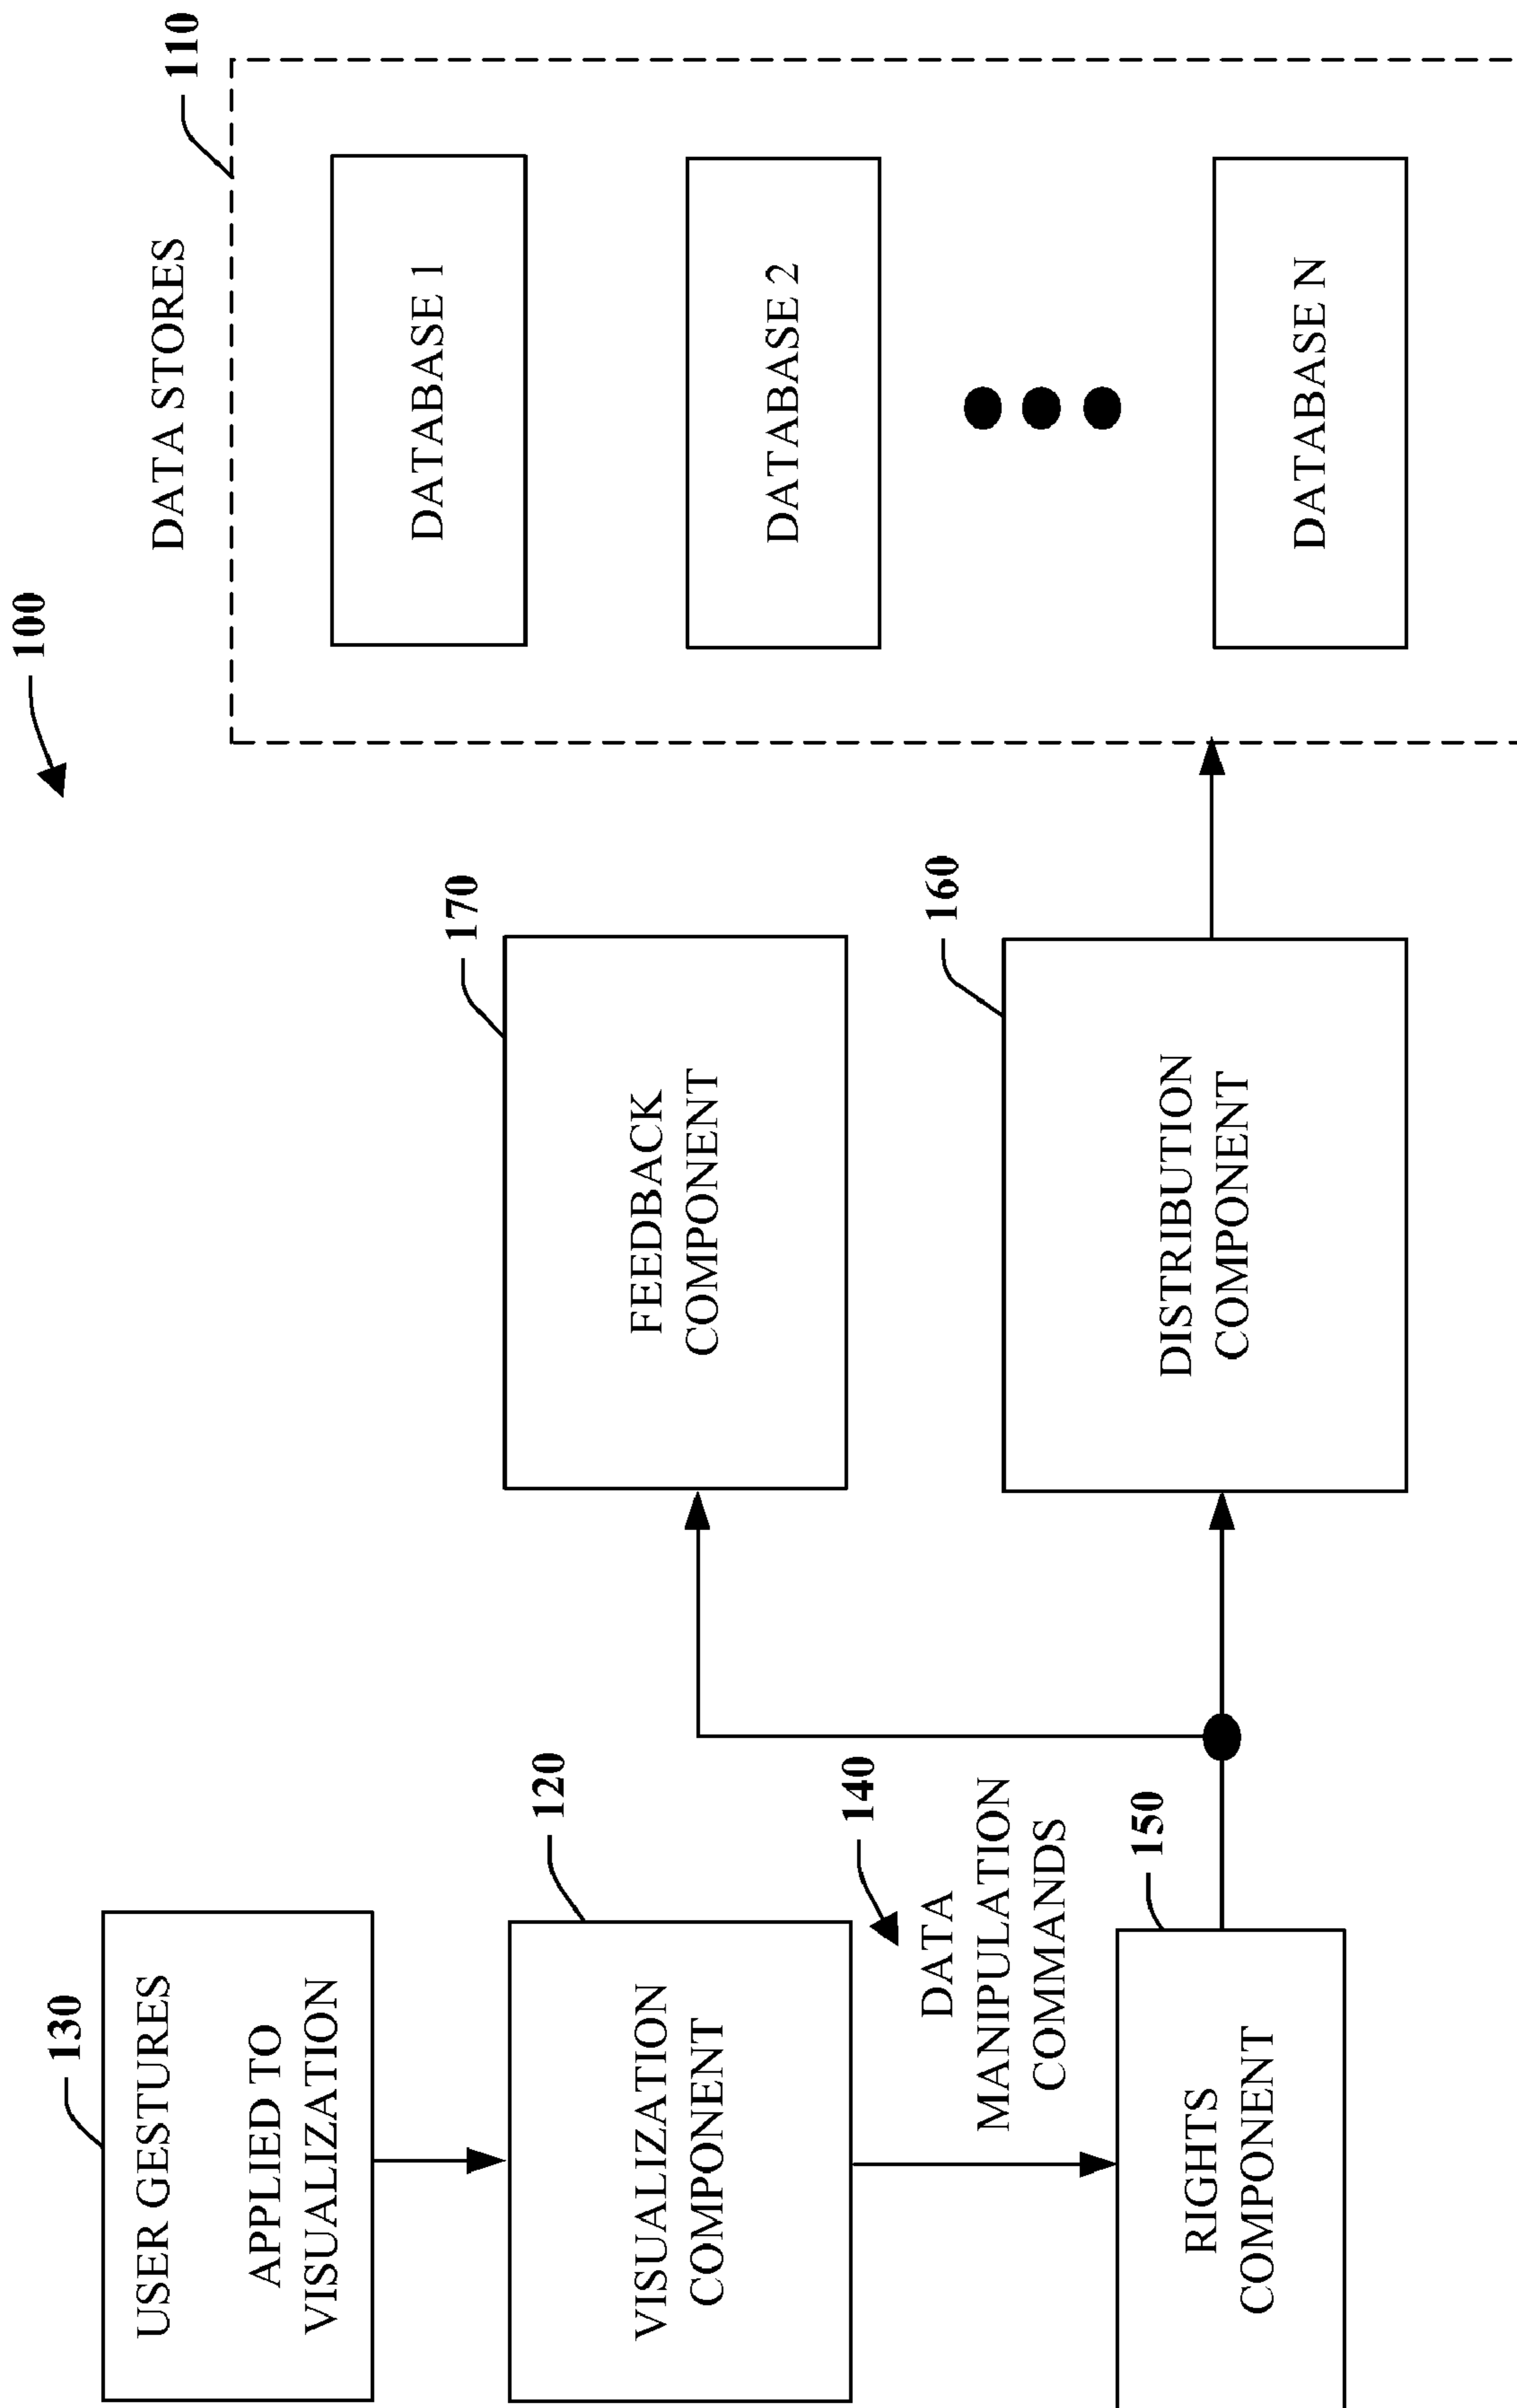 100
110
DATA STORES
DATABASE 1
DATABASE 2
DATABASE N
170
FEEDBACK
COMPONENT
160
DISTRIBUTION
COMPONENT
130
USER GESTURES
APPLIED TO
VISUALIZATION
120
VISUALIZATION
COMPONENT
140
DATA
MANIPULATION
COMMANDS
150
RIGHTS
COMPONENT